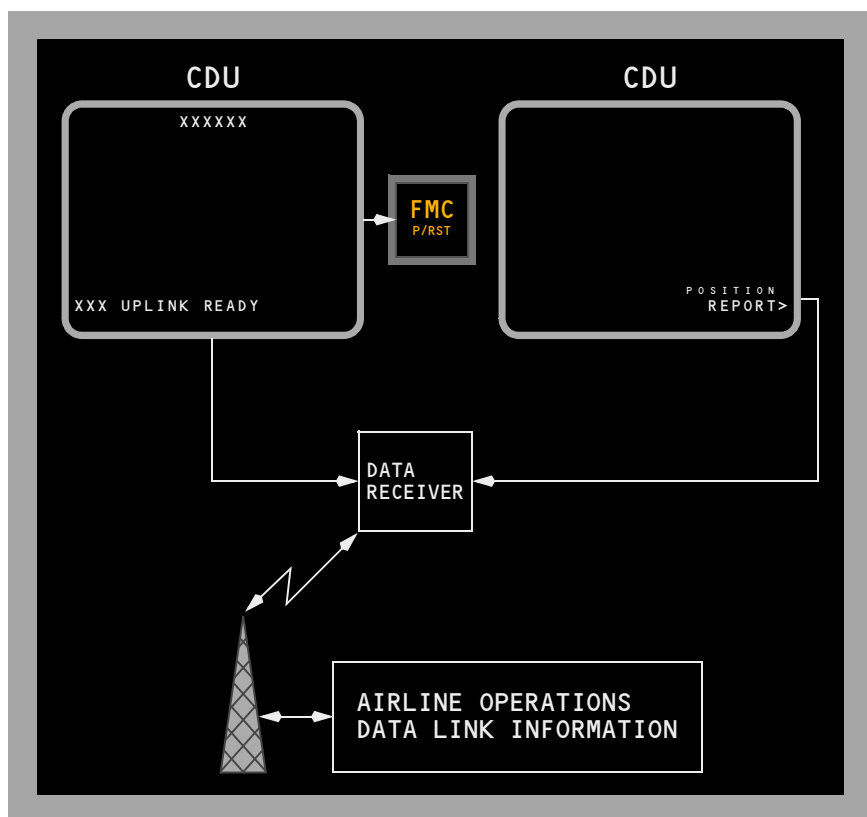 CDU
CDU
XXXXXX
FMC
P/RST
POSITION
XXX UPLINK READY
REPORT>
DATA
RECEIVER
AIRLINE OPERATIONS
DATA LINK INFORMATION